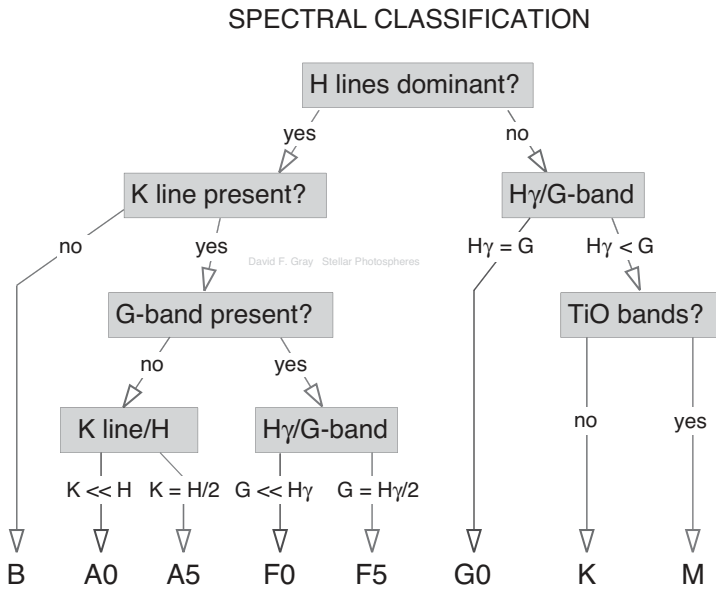 SPECTRAL CLASSIFICATION
H lines dominant?
yes no
K line present? Hγ/G-band
no yes Hγ = G Hγ < G
David F. Gray Stellar Photospheres
G-band present? TiO bands?
no yes
K line/H Hγ/G-band
no yes
K << H K = H/2 G << Hγ G = Hγ/2
B A0 A5 F0 F5 G0 K M